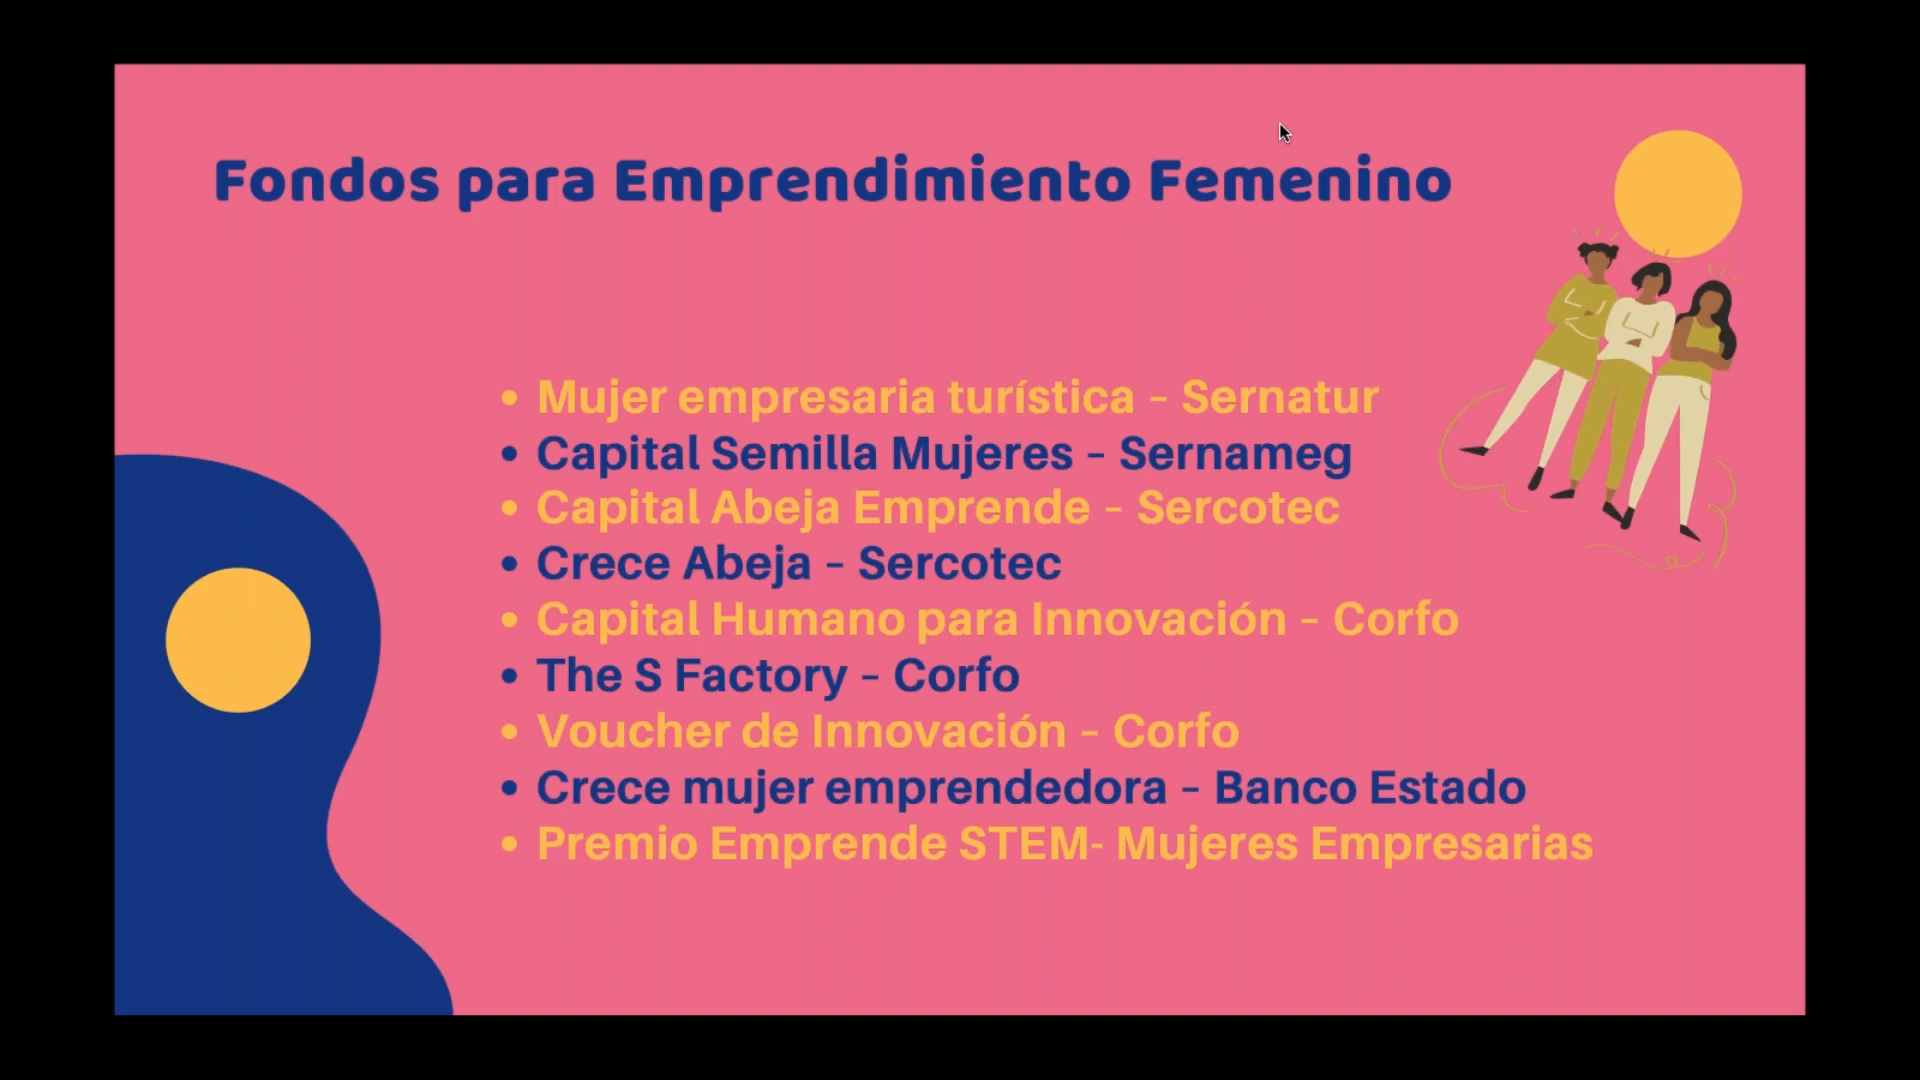 Fondos para Emprendimiento Femenino
• Mujer empresaria turística – Sernatur
• Capital Semilla Mujeres – Sernameg
• Capital Abeja Emprende – Sercotec
• Crece Abeja – Sercotec
• Capital Humano para Innovación – Corfo
• The S Factory – Corfo
• Voucher de Innovación – Corfo
• Crece mujer emprendedora – Banco Estado
• Premio Emprende STEM- Mujeres Empresarias